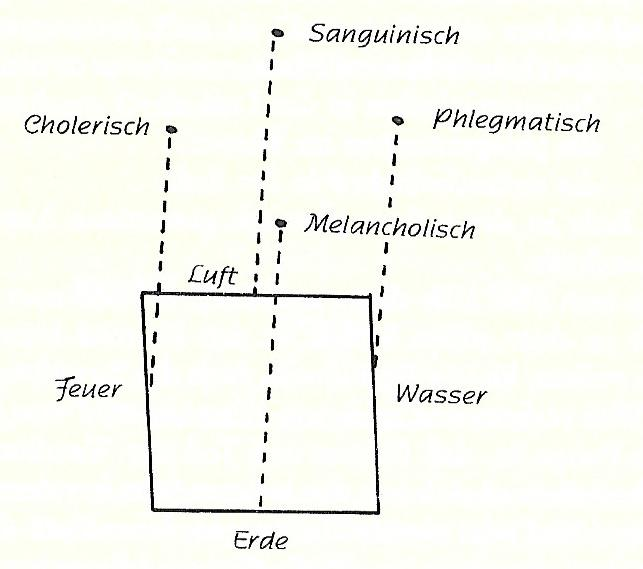 Sanguinisch
Cholerisch
Phlegmatisch
Melancholisch
Luft
Feuer
Wasser
Erde